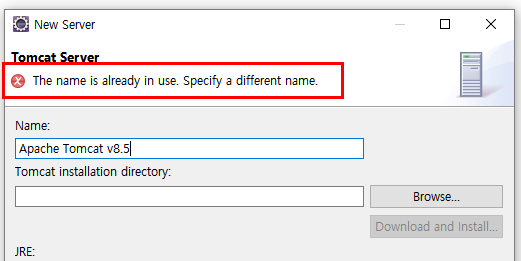 New Server
Tomcat Server
The name is already in use. Specify a different name.
Name:
Apache Tomcat v8.5
Tomcat installation directory:
Browse...
Download and Install...
JRE: